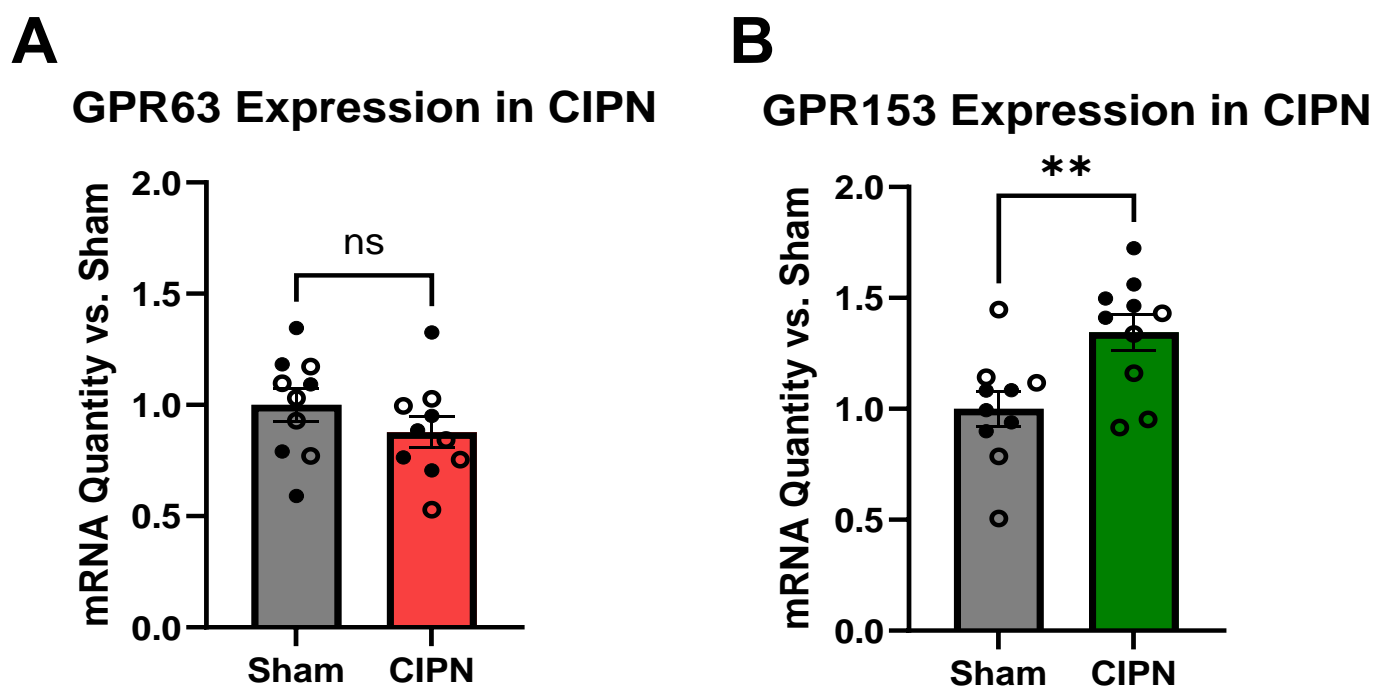 A
GPR63 Expression in CIPN
mRNA Quantity vs. Sham
2.0
1.5
1.0
0.5
0.0
ns
Sham CIPN
B
GPR153 Expression in CIPN
mRNA Quantity vs. Sham
2.0
1.5
1.0
0.5
0.0
**
Sham CIPN